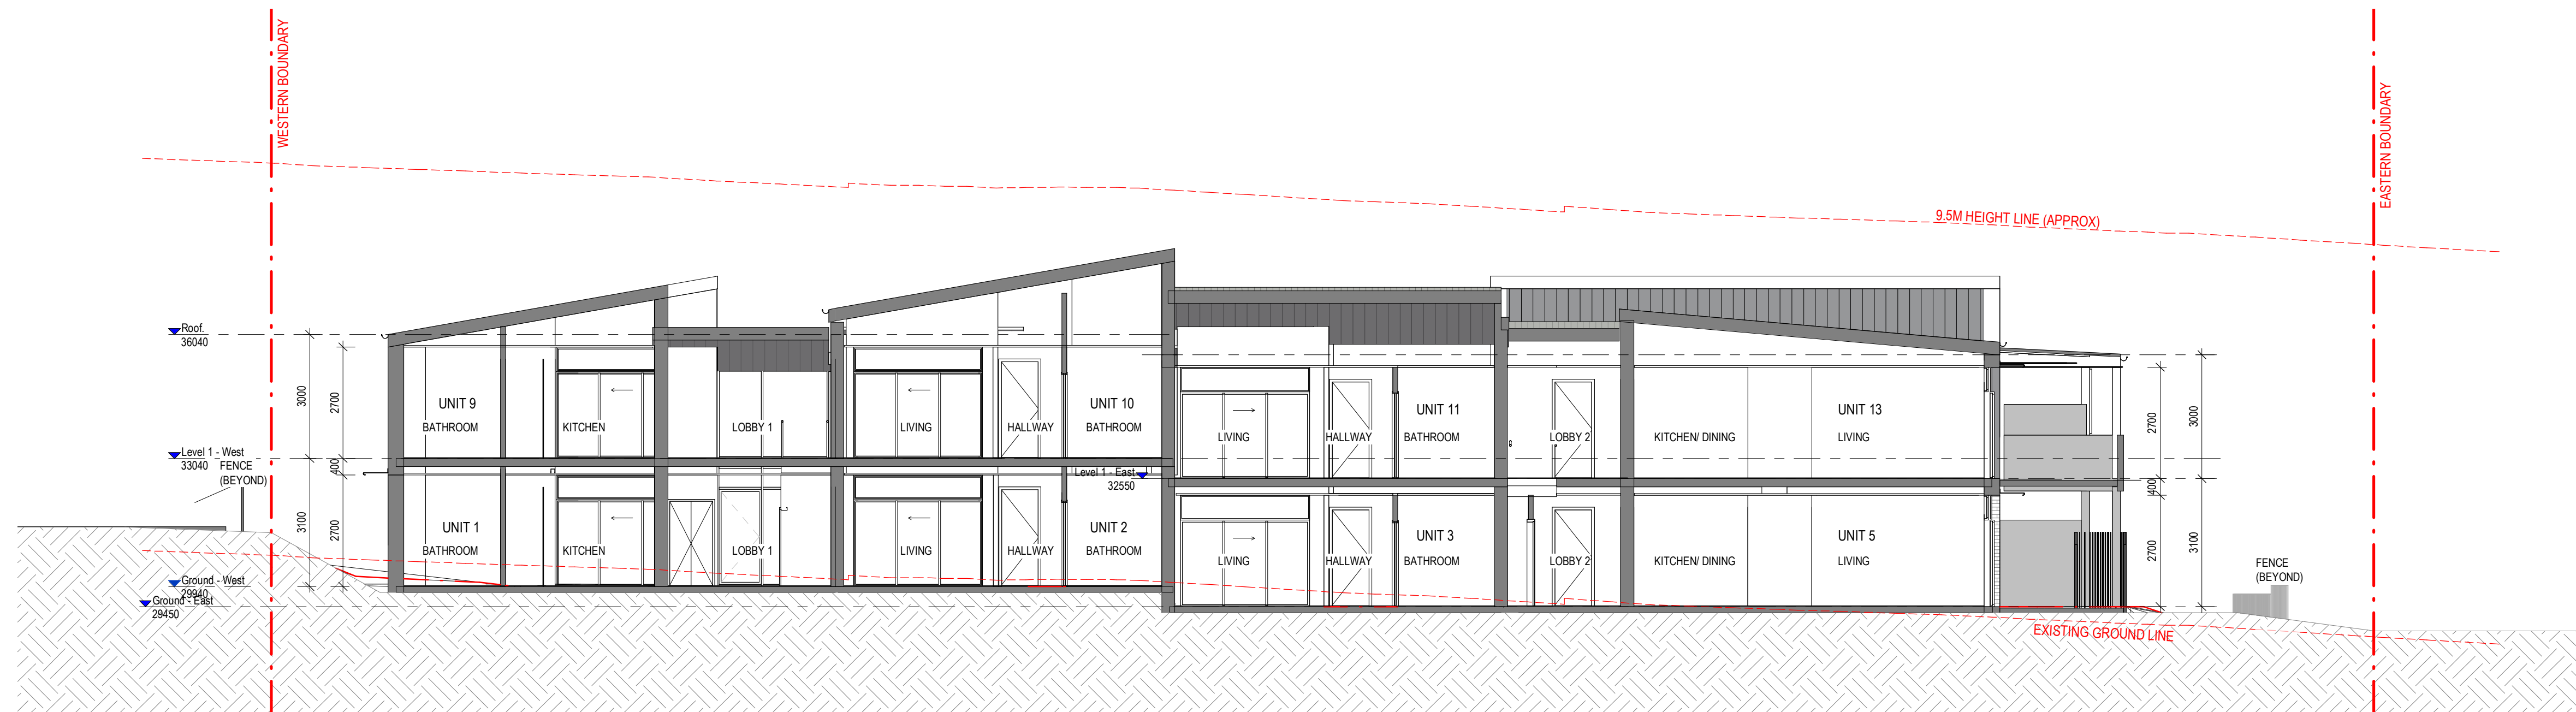 WESTERN BOUNDARY
EASTERN BOUNDARY
9.5M HEIGHT LINE (APPROX)
Roof.
36040
3000
2700
UNIT 9
BATHROOM
KITCHEN
LOBBY 1
LIVING
HALLWAY
UNIT 10
BATHROOM
LIVING
HALLWAY
UNIT 11
BATHROOM
LOBBY 2
KITCHEN/ DINING
UNIT 13
LIVING
2700
3000
Level 1 - West
33040
FENCE
(BEYOND)
400
Level 1 - East
32550
400
3100
2700
UNIT 1
BATHROOM
KITCHEN
LOBBY 1
LIVING
HALLWAY
UNIT 2
BATHROOM
LIVING
HALLWAY
UNIT 3
BATHROOM
LOBBY 2
KITCHEN/ DINING
UNIT 5
LIVING
2700
3100
FENCE
(BEYOND)
Ground - West
29940
Ground - East
29450
EXISTING GROUND LINE